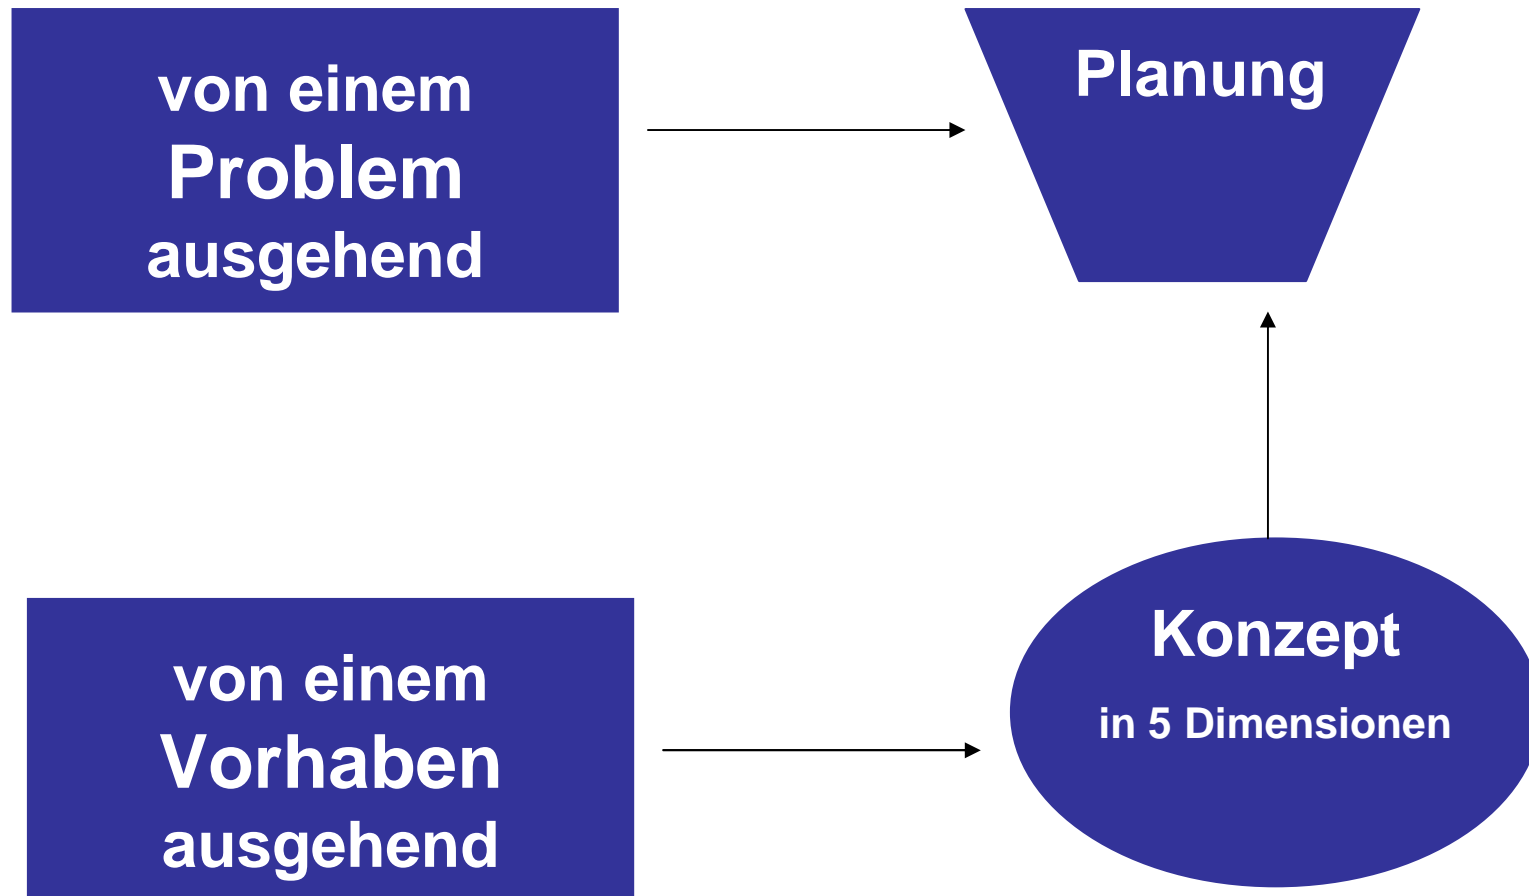 von einem
Problem
ausgehend
Planung
von einem
Vorhaben
ausgehend
Konzept
in 5 Dimensionen